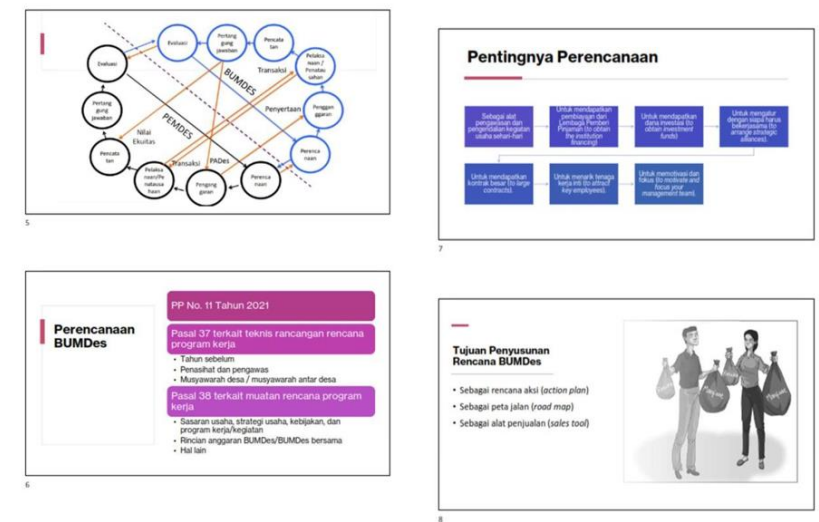 Evaluasi
Pertang
gung
jawaban
Pencata
tan
Pelaksa
naan /
Penatau
sahan
Transaksi
BUMDES
Evaluasi
Penggan
ggaran
Penyertaan
Pertang
gung
jawaban
PEMDES
Nilai
Ekuitas
Perenca
naan
Pencata
tan
Transaksi
PADes
Pelaksa
naan/Pe
natausa
haan
Pengang
garan
Perenca
naan
5
Perencanaan
BUMDes
PP No. 11 Tahun 2021
Pasal 37 terkait teknis rancangan rencana
program kerja
• Tahun sebelum
• Penasihat dan pengawas
• Musyawarah desa / musyawarah antar desa
Pasal 38 terkait muatan rencana program
kerja
• Sasaran usaha, strategi usaha, kebijakan, dan
program kerja/kegiatan
• Rincian anggaran BUMDes/BUMDes bersama
• Hal lain
6
Pentingnya Perencanaan
Sebagai alat
pengawasan dan
pengendalian kegiatan
usaha sehari-hari
Untuk mendapatkan
pembiayaan dari
Lembaga Pemberi
Pinjaman (to obtain
the institution
financing)
Untuk mendapatkan
dana investasi (to
obtain investment
funds)
Untuk mengatur
dengan siapa harus
bekerjasama (to
arrange strategic
alliances).
Untuk mendapatkan
kontrak besar (to large
contracts).
Untuk menarik tenaga
kerja inti (to attract
key employees).
Untuk memotivasi dan
fokus (to motivate and
focus your
management team).
7
Tujuan Penyusunan
Rencana BUMDes
• Sebagai rencana aksi (action plan)
• Sebagai peta jalan (road map)
• Sebagai alat penjualan (sales tool)
8